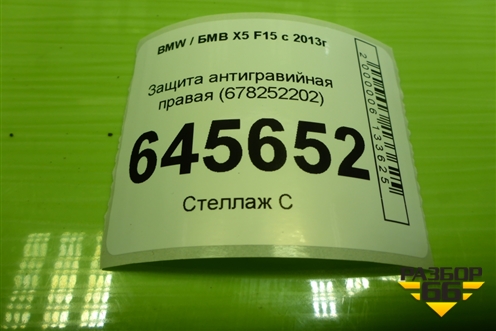 BMW / БМВ X5 F15 с 2013г
Защита антигравийная
правая (678252202)
645652
Стеллаж С
2000006133625
РАЗБОР
66